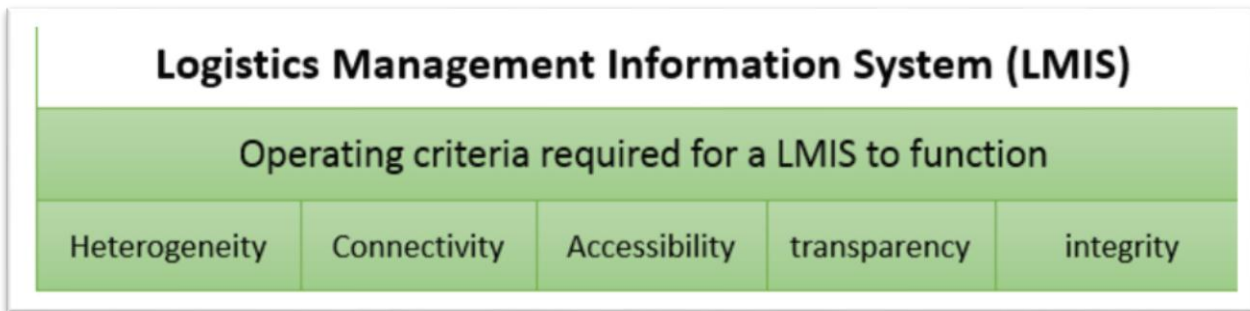 Logistics Management Information System (LMIS)
Operating criteria required for a LMIS to function
Heterogeneity Connectivity Accessibility transparency integrity